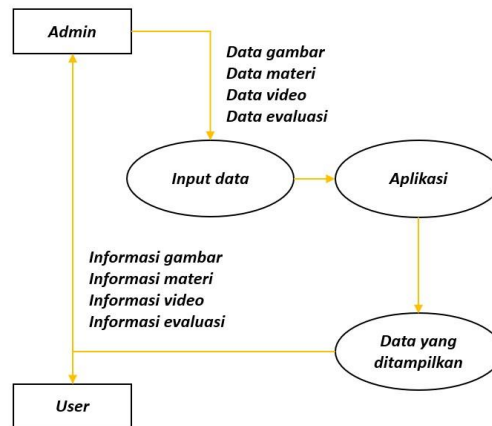 Admin
Data gambar
Data materi
Data video
Data evaluasi
Input data
Aplikasi
Informasi gambar
Informasi materi
Informasi video
Informasi evaluasi
Data yang
ditampilkan
User